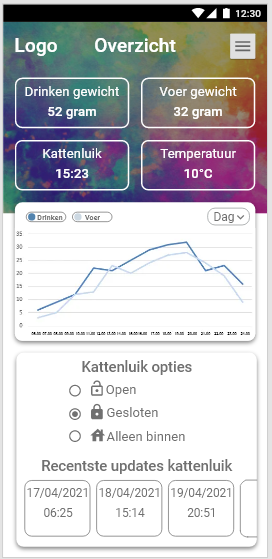 12:30
Logo Overzicht
Drinken gewicht Voer gewicht
52 gram 32 gram
Kattenluik Temperatuur
15:23 10°C
Drinken Voer Dag
35
30
25
20
15
10
5
0
Kattenluik opties
Open
Gesloten
Alleen binnen
Recentste updates kattenluik
17/04/2021 18/04/2021 19/04/2021
06:25 15:14 20:51